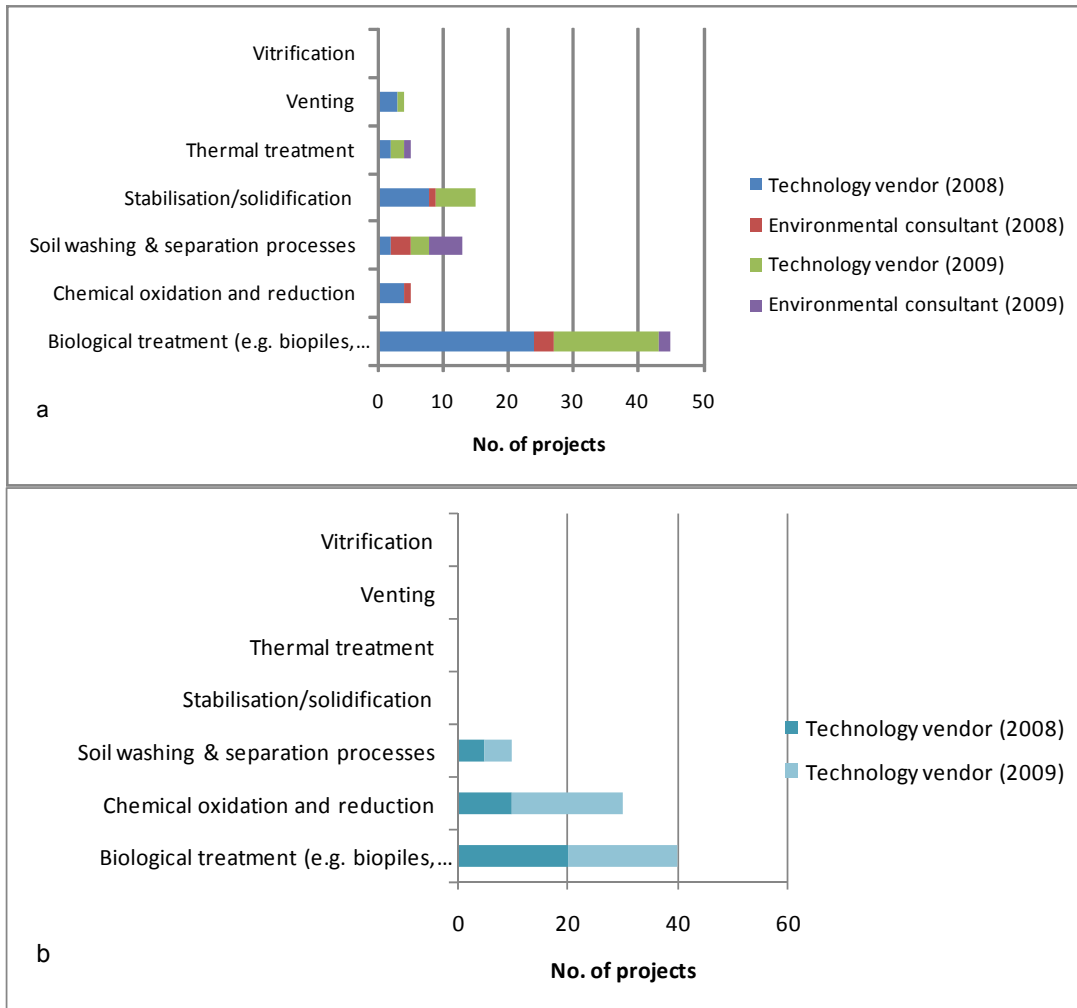 Vitrification
Venting
Thermal treatment
Stabilisation/solidification
Soil washing & separation processes
Chemical oxidation and reduction
Biological treatment (e.g. biopiles,...
0 10 20 30 40 50
No. of projects
Technology vendor (2008)
Environmental consultant (2008)
Technology vendor (2009)
Environmental consultant (2009)
a
Vitrification
Venting
Thermal treatment
Stabilisation/solidification
Soil washing & separation processes
Chemical oxidation and reduction
Biological treatment (e.g. biopiles,...
0 20 40 60
No. of projects
Technology vendor (2008)
Technology vendor (2009)
b